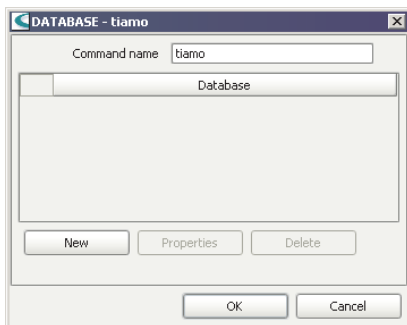 DATABASE - tiamo
Command name tiamo
Database
New Properties Delete
OK Cancel